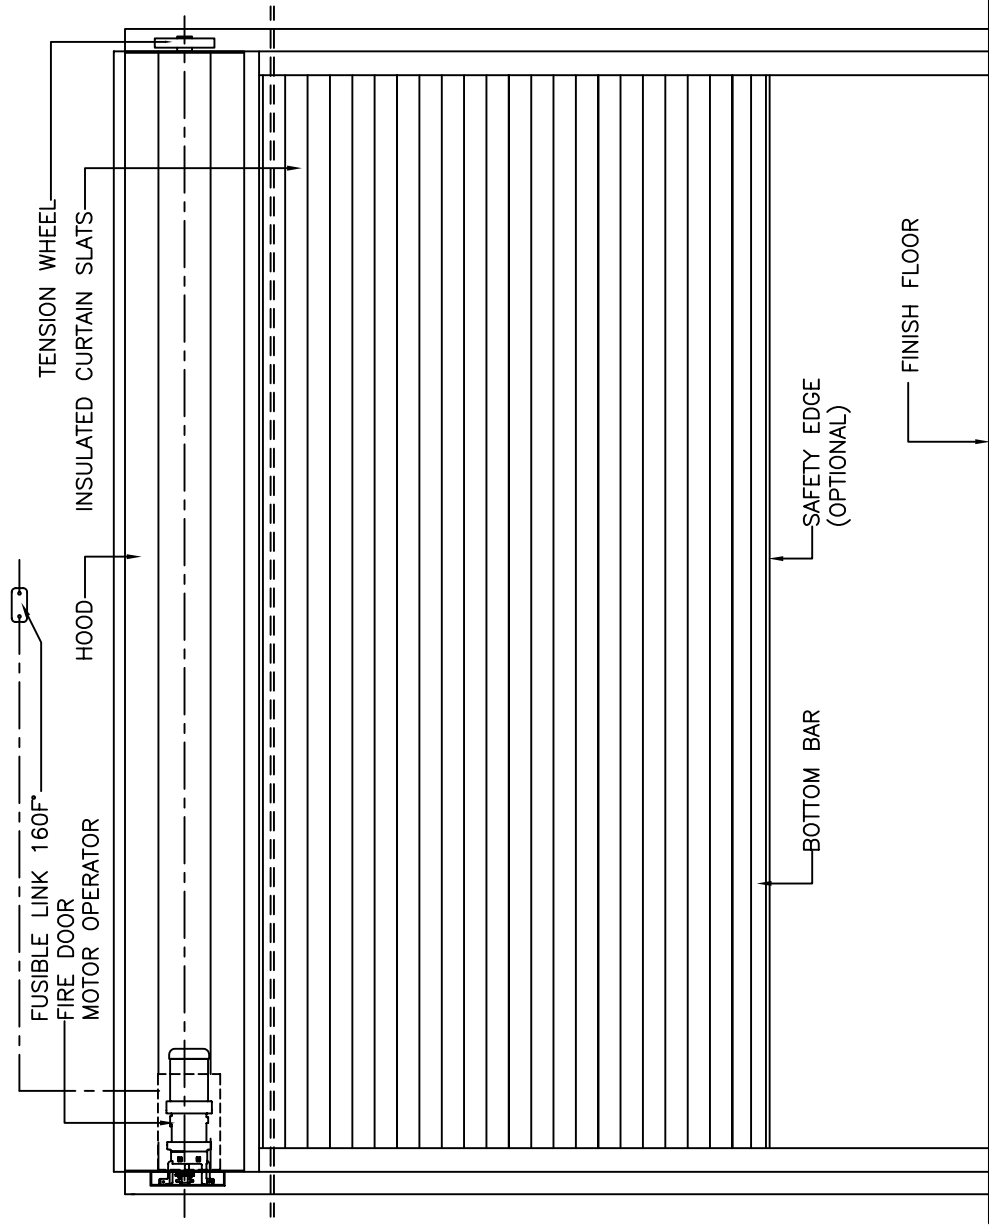 FUSIBLE LINK 160F°
FIRE DOOR
MOTOR OPERATOR
HOOD
TENSION WHEEL
INSULATED CURTAIN SLATS
BOTTOM BAR
SAFETY EDGE
(OPTIONAL)
FINISH FLOOR